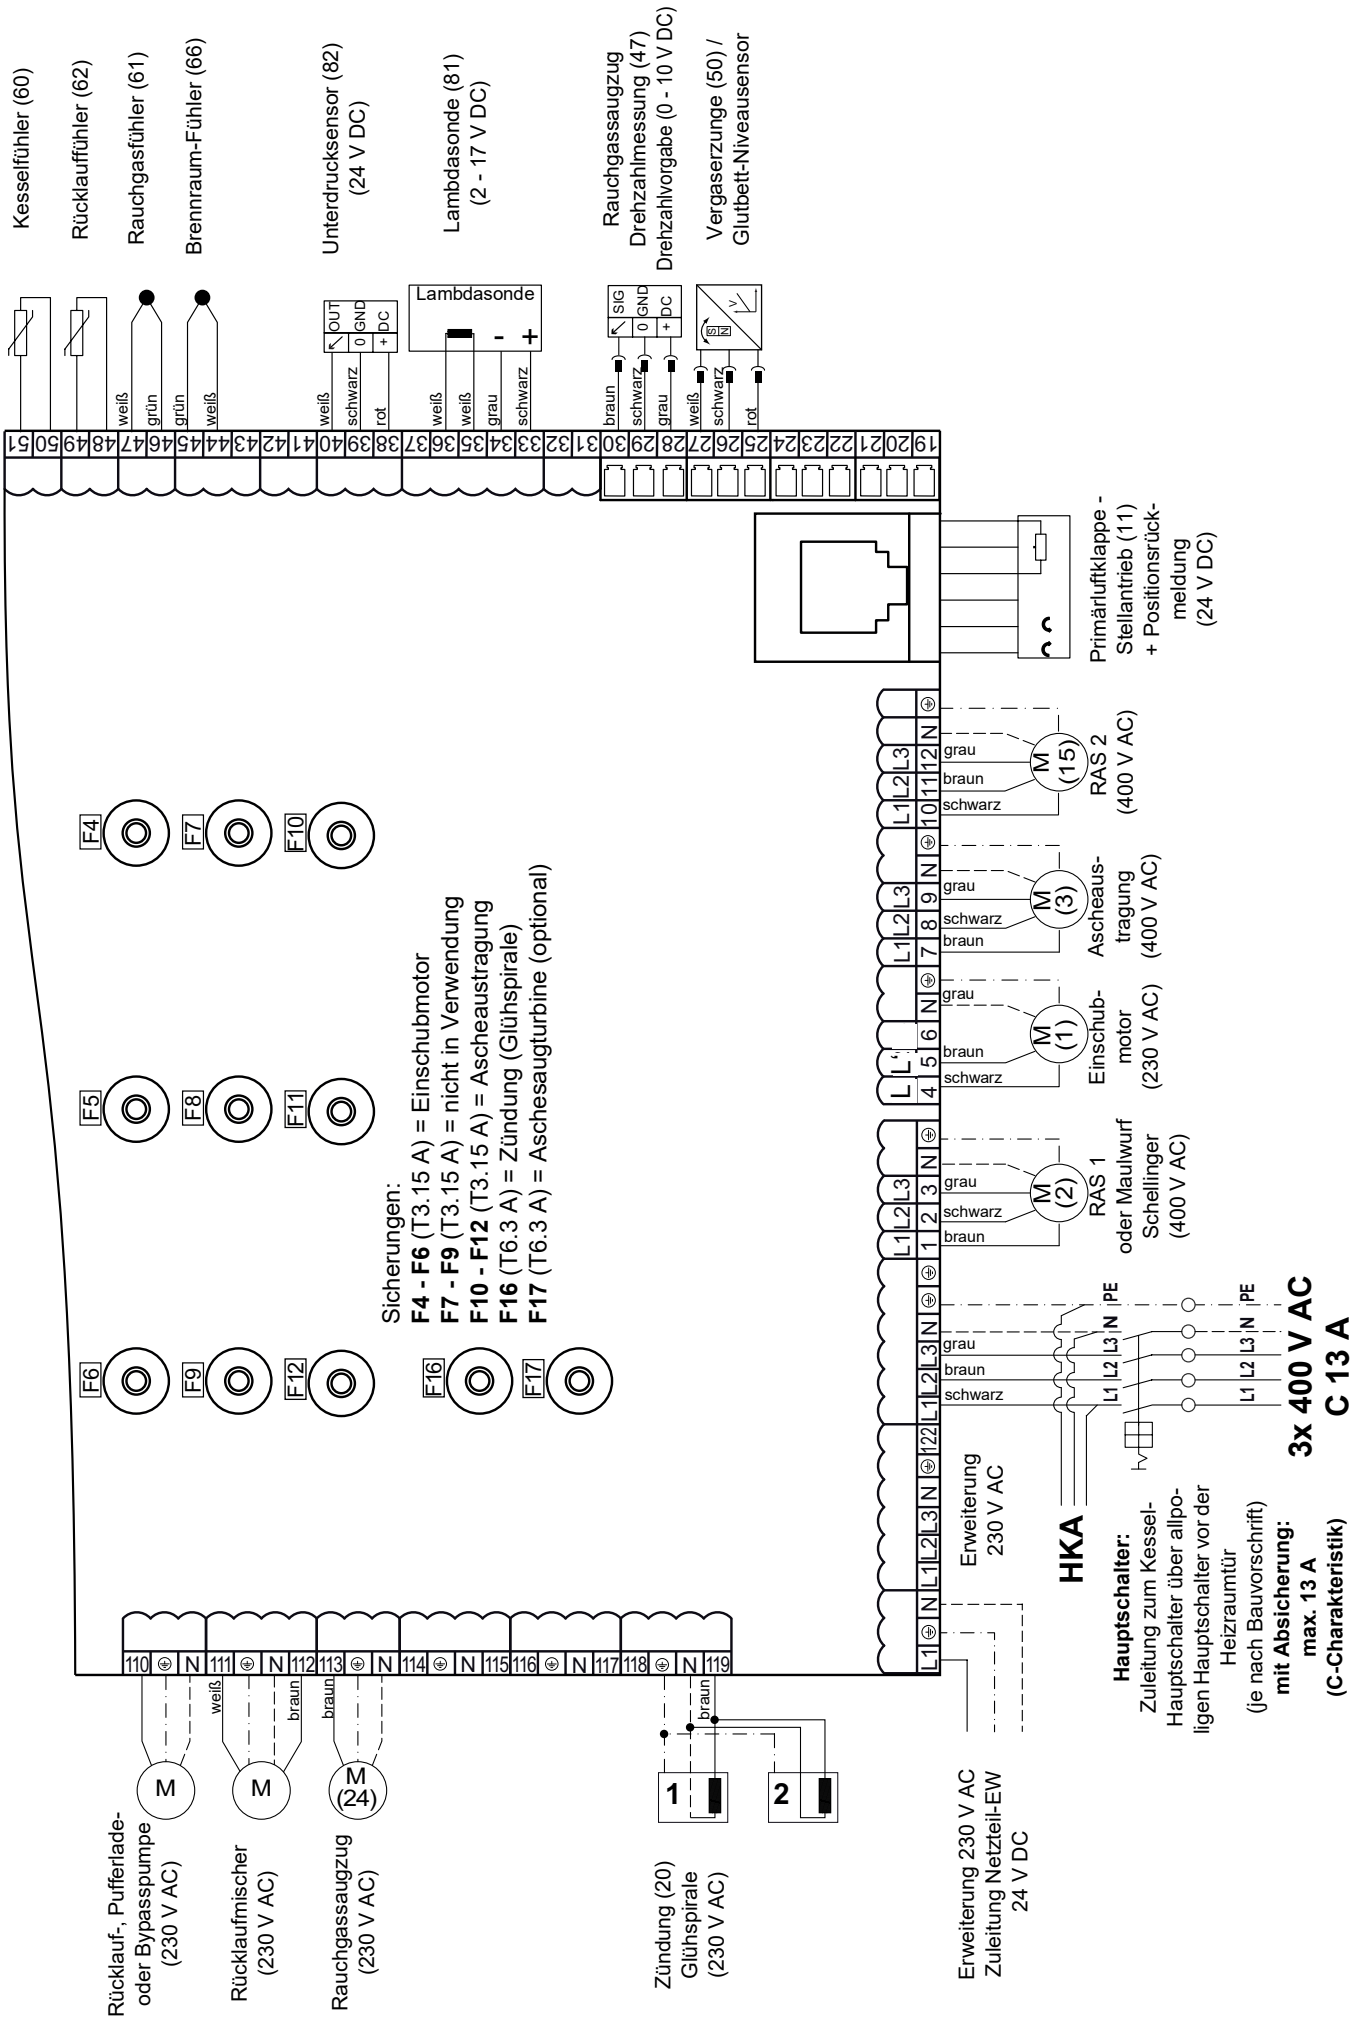 Kesselfühler (60)
Rücklauffühler (62)
Rauchgasfühler (61)
Brennraum-Fühler (66)
Unterdrucksensor (82)
(24 V DC)
Lambdasonde (81)
(2 - 17 V DC)
Rauchgassaugzug
Drehzahlmessung (47)
Drehzahlvorgabe (0 - 10 V DC)
Vergaserzunge (50) /
Glutbett-Niveausensor
OUT
GND
DC
0
+
Lambdasonde
-
+
SIG
GND
DC
0
+
S
N
V
weiß
grün
grün
weiß
weiß
schwarz
rot
weiß
weiß
grau
schwarz
braun
schwarz
grau
weiß
schwarz
rot
51 50 49 48 47 46 45 44 43 42 41 40 39 38 37 36 35 34 33 32 31 30 29 28 27 26 25 24 23 22 21 20 19
Primärluftklappe -
Stellantrieb (11)
+ Positionsrück-
meldung
(24 V DC)
F4
F7
F10
F5
F8
F11
F6
F9
F12
F16
F17
Sicherungen:
F4 - F6 (T3.15 A) = Einschubmotor
F7 - F9 (T3.15 A) = nicht in Verwendung
F10 - F12 (T3.15 A) = Ascheaustragung
F16 (T6.3 A) = Zündung (Glühspirale)
F17 (T6.3 A) = Aschesaugturbine (optional)
L1 L2 L3
10 11 12 N
schwarz
braun
grau
M
(15)
RAS 2
(400 V AC)
L1 L2 L3
7 8 9 N
braun
schwarz
grau
M
(3)
Ascheaus-
tragung
(400 V AC)
L L'
4 5 6 N
schwarz
braun
grau
M
(1)
Einschub-
motor
(230 V AC)
L1 L2 L3
1 2 3 N
braun
schwarz
grau
M
(2)
RAS 1
oder Maulwurf
Schellinger
(400 V AC)
L1 L2 L3 N
schwarz
braun
grau
L1 L2 L3 N PE
L1 L2 L3 N PE
3x 400 V AC
C 13 A
L1 L2 L3 N 122
Erweiterung
230 V AC
HKA
Hauptschalter:
Zuleitung zum Kessel-
Hauptschalter über allpo-
ligen Hauptschalter vor der
Heizraumtür
(je nach Bauvorschrift)
mit Absicherung:
max. 13 A
(C-Charakteristik)
L1 N
Erweiterung 230 V AC
Zuleitung Netzteil-EW
24 V DC
110 N 111 N 112 113 N 114 N 115 116 N 117 118 N 119
weiß
braun
braun
braun
M
Rücklauf-, Pufferlade-
oder Bypasspumpe
(230 V AC)
M
Rücklaufmischer
(230 V AC)
M
(24)
Rauchgassaugzug
(230 V AC)
1
2
Zündung (20)
Glühspirale
(230 V AC)